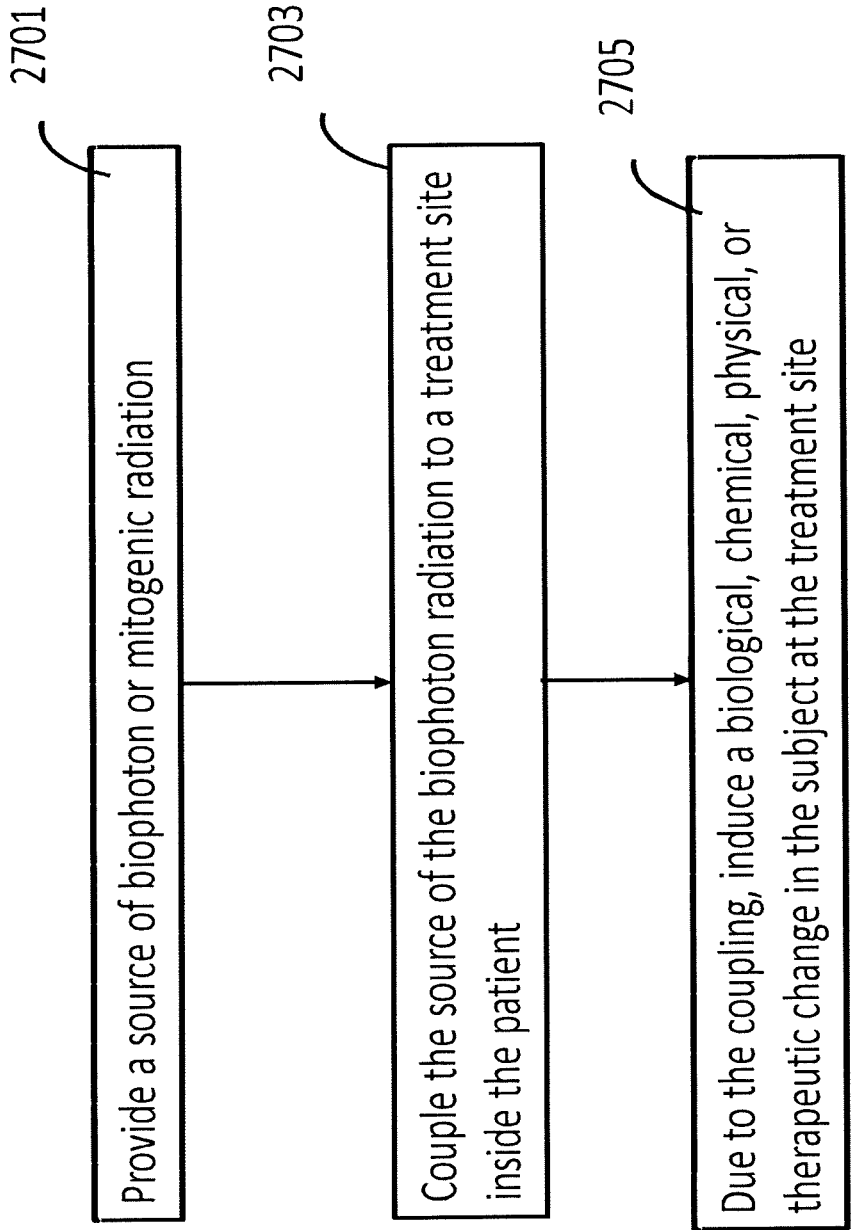 2701
Provide a source of biophoton or mitogenic radiation
2703
Couple the source of the biophoton radiation to a treatment site
inside the patient
2705
Due to the coupling, induce a biological, chemical, physical, or
therapeutic change in the subject at the treatment site